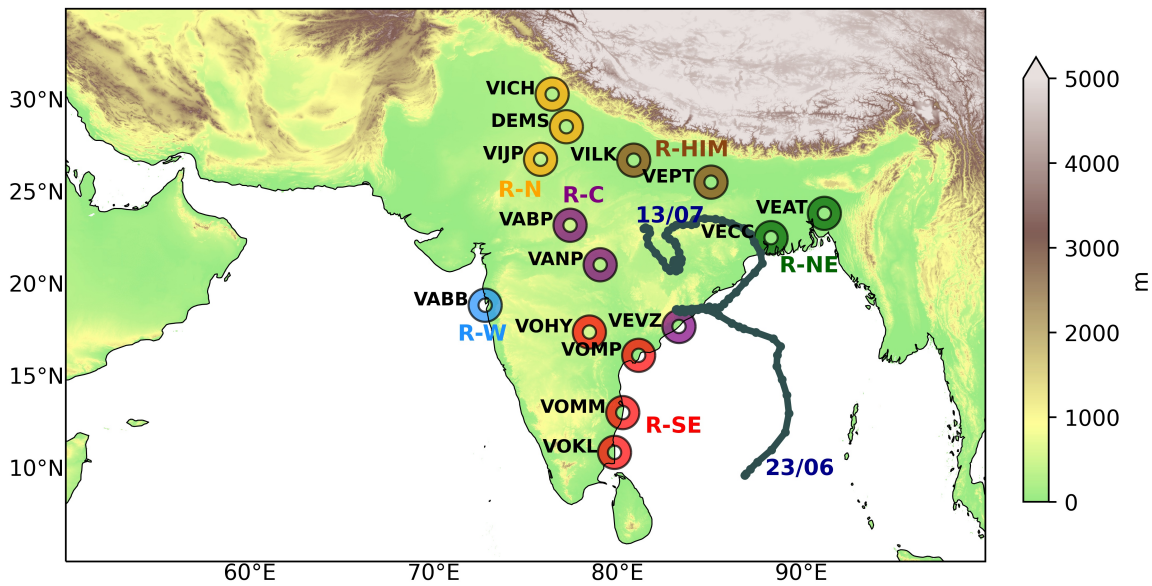 30°N
25°N
20°N
15°N
10°N
60°E
70°E
80°E
90°E
VICH
DEMS
VIJP
VILK
R-HIM
VEPT
R-N
R-C
VABP
13/07
VECC
VEAT
VANP
R-NE
VABB
R-W
VOHY
VEVZ
VOMP
VOMM
R-SE
VOKL
23/06
5000
4000
3000
2000
1000
0
m